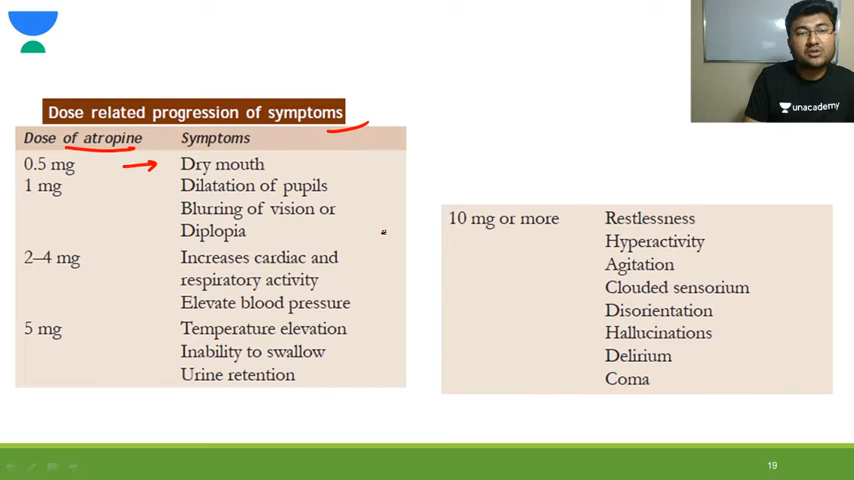 unacademy
Dose related progression of symptoms
Dose of atropine Symptoms
0.5 mg Dry mouth
1 mg Dilatation of pupils
Blurring of vision or
Diplopia
2–4 mg Increases cardiac and
respiratory activity
Elevate blood pressure
5 mg Temperature elevation
Inability to swallow
Urine retention
10 mg or more Restlessness
Hyperactivity
Agitation
Clouded sensorium
Disorientation
Hallucinations
Delirium
Coma
19